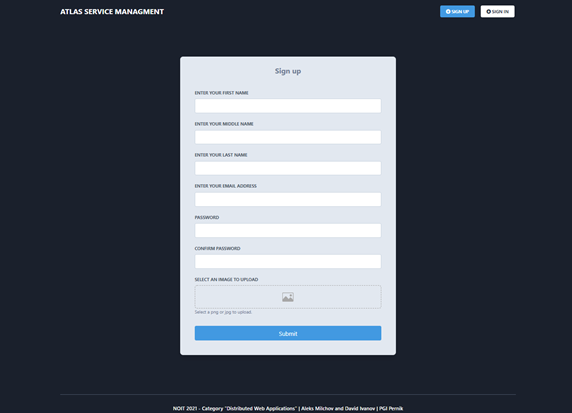 ATLAS SERVICE MANAGMENT
SIGN UP
SIGN IN
Sign up
ENTER YOUR FIRST NAME
ENTER YOUR MIDDLE NAME
ENTER YOUR LAST NAME
ENTER YOUR EMAIL ADDRESS
PASSWORD
CONFIRM PASSWORD
SELECT AN IMAGE TO UPLOAD
Select a png or jpg to upload.
Submit
NOIT 2021 - Category "Distributed Web Applications" | Aleks Milchov and David Ivanov | PGI Pernik